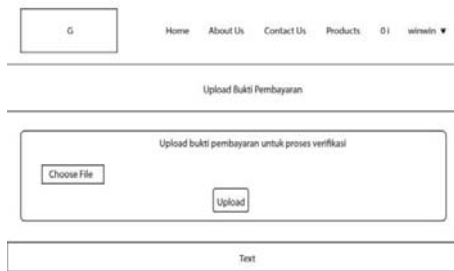 G Home About Us Contact Us Products 0 i winwin ▼
Upload Bukti Pembayaran
Upload bukti pembayaran untuk proses verifikasi
Choose File
Upload
Text